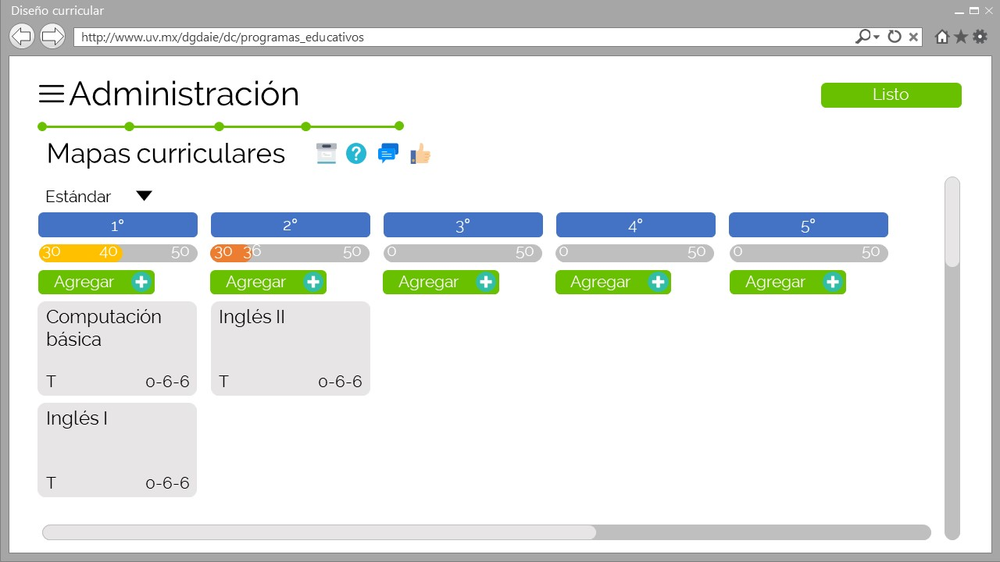 Diseño curricular
http://www.uv.mx/dgdaie/dc/programas_educativos
Administración
Listo
Mapas curriculares
Estándar
1° 2° 3° 4° 5°
30 40 50 30 36 50 0 50 0 50 0 50
Agregar Agregar Agregar Agregar Agregar
Computación
básica
T 0-6-6
Inglés II
T 0-6-6
Inglés I
T 0-6-6